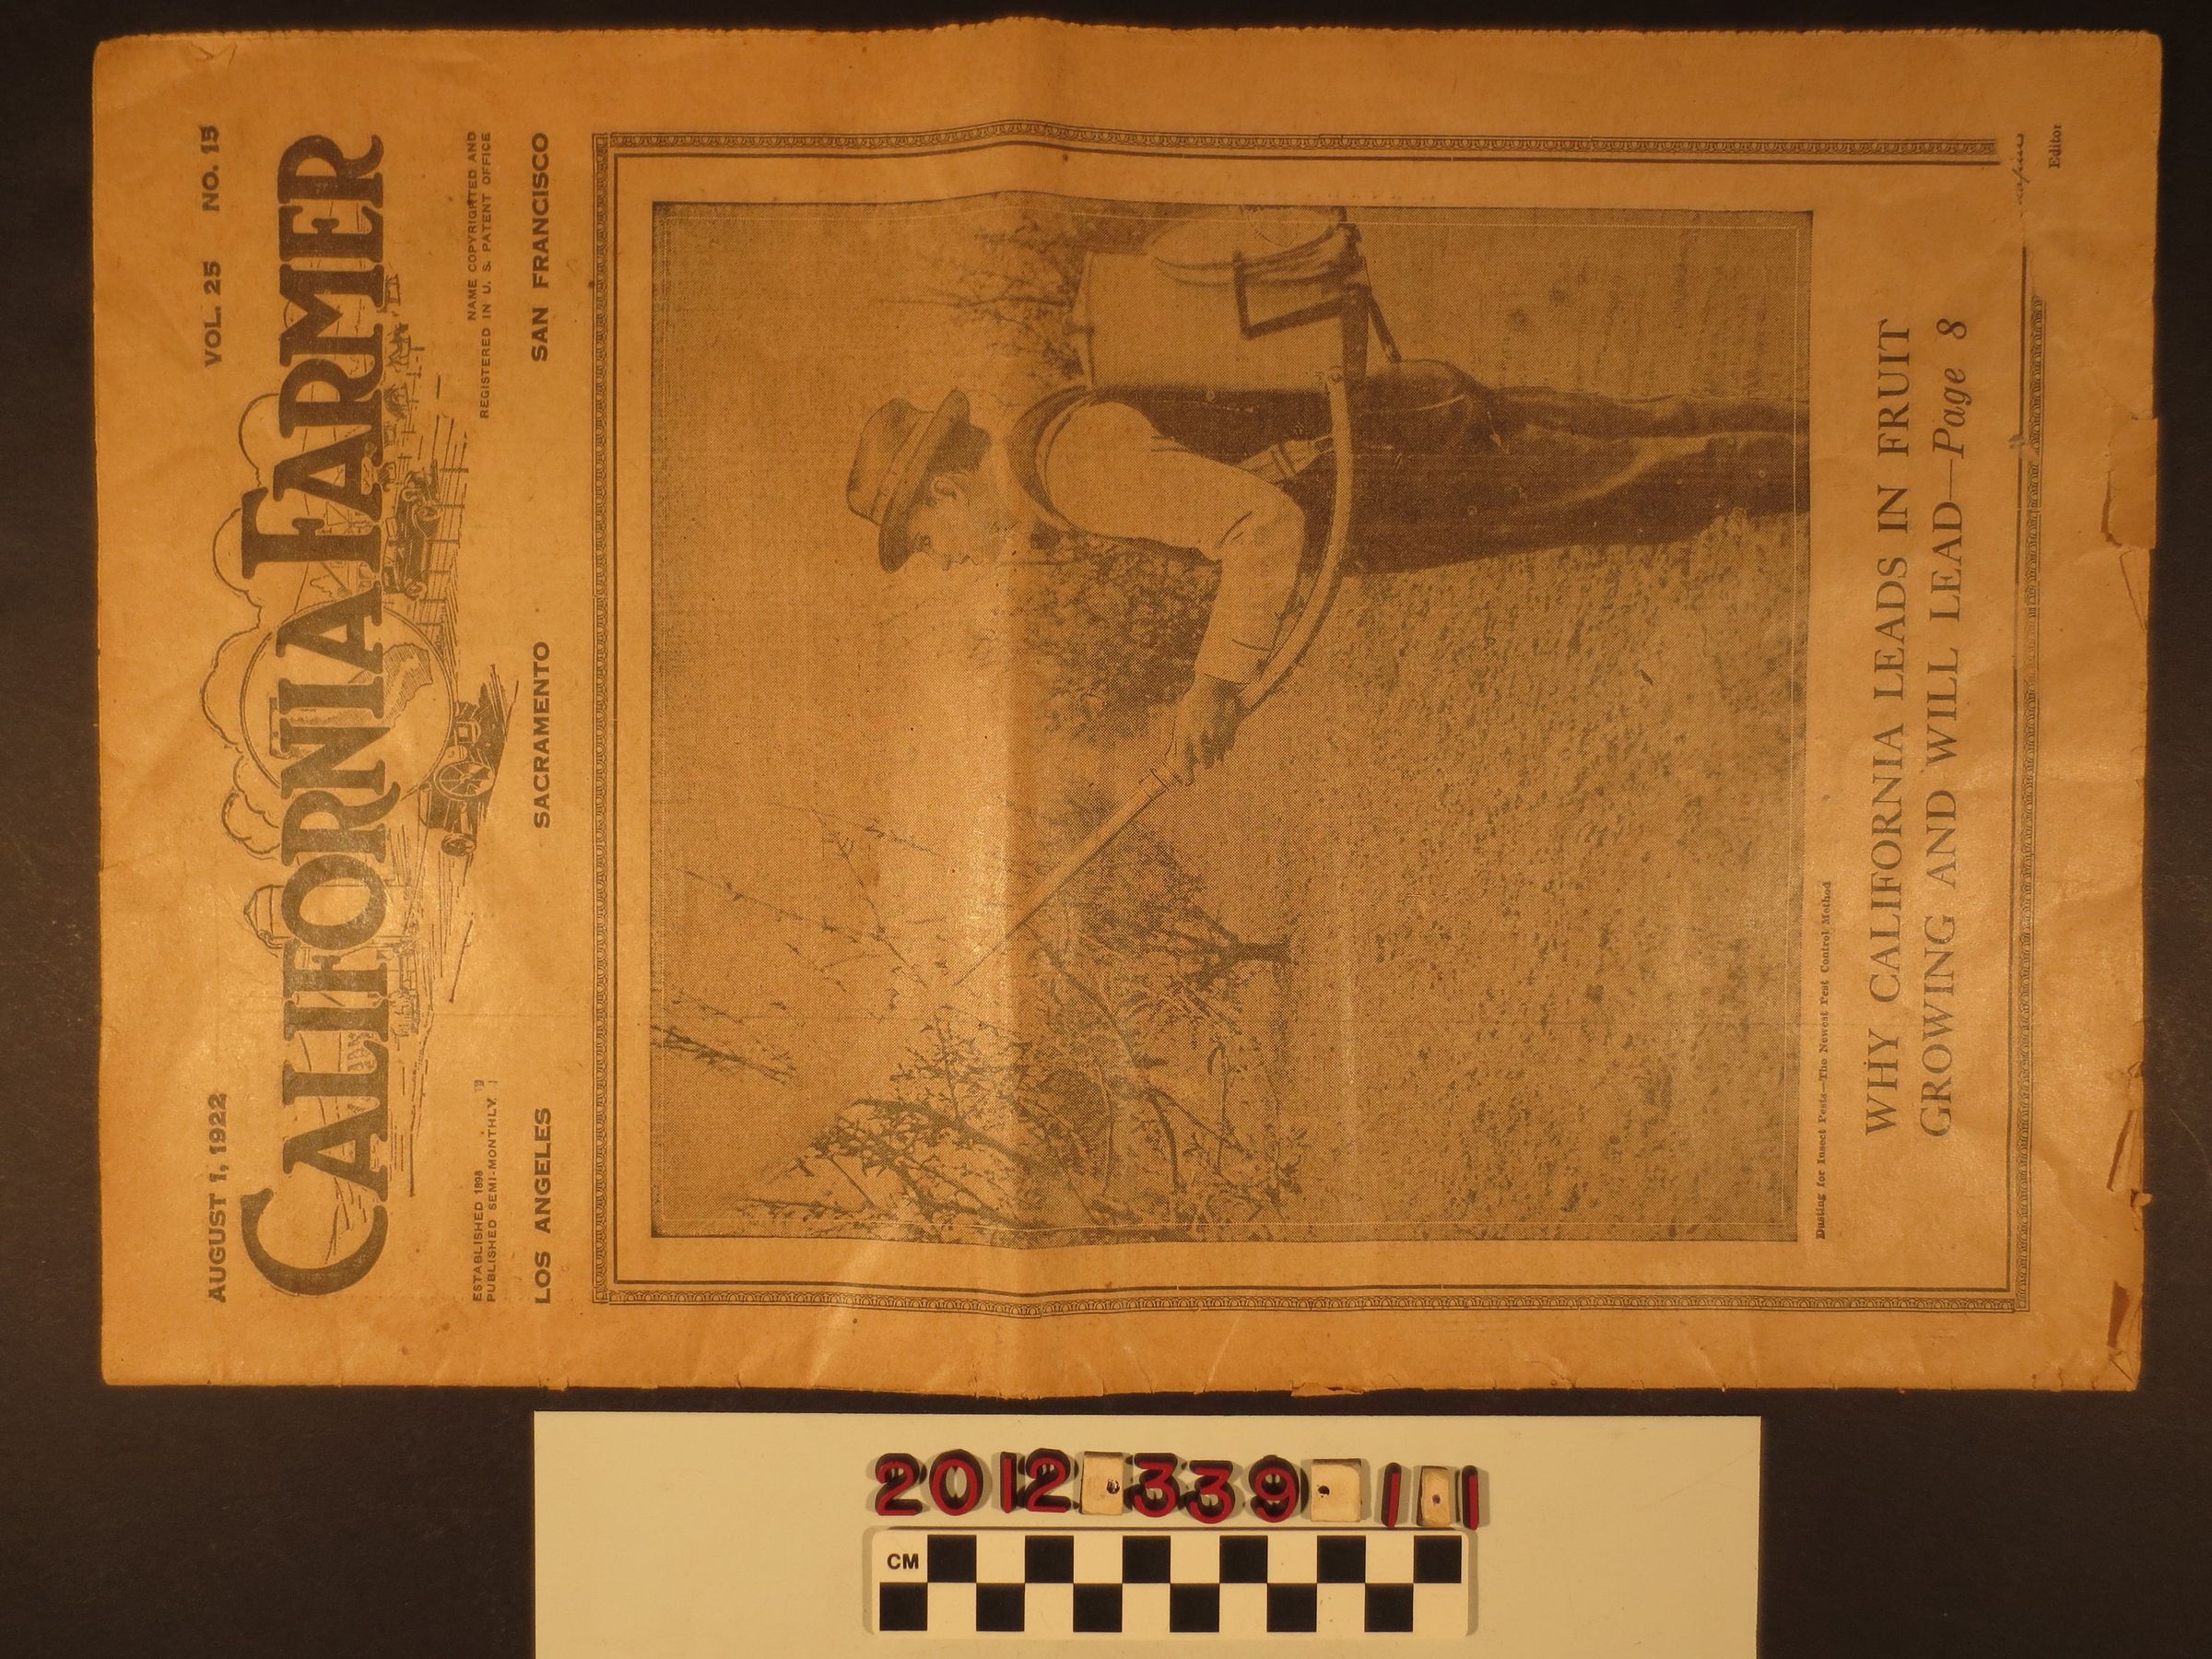 AUGUST 1, 1922 VOL. 25 NO. 15
CALIFORNIA FARMER
ESTABLISHED 1898
PUBLISHED SEMI-MONTHLY
NAME COPYRIGHTED AND
REGISTERED IN U. S. PATENT OFFICE
LOS ANGELES SACRAMENTO SAN FRANCISCO
Dusting for Insect Pests—The Newest Pest Control Method
WHY CALIFORNIA LEADS IN FRUIT
GROWING AND WILL LEAD—Page 8
Editor
2012.339.1.1
CM